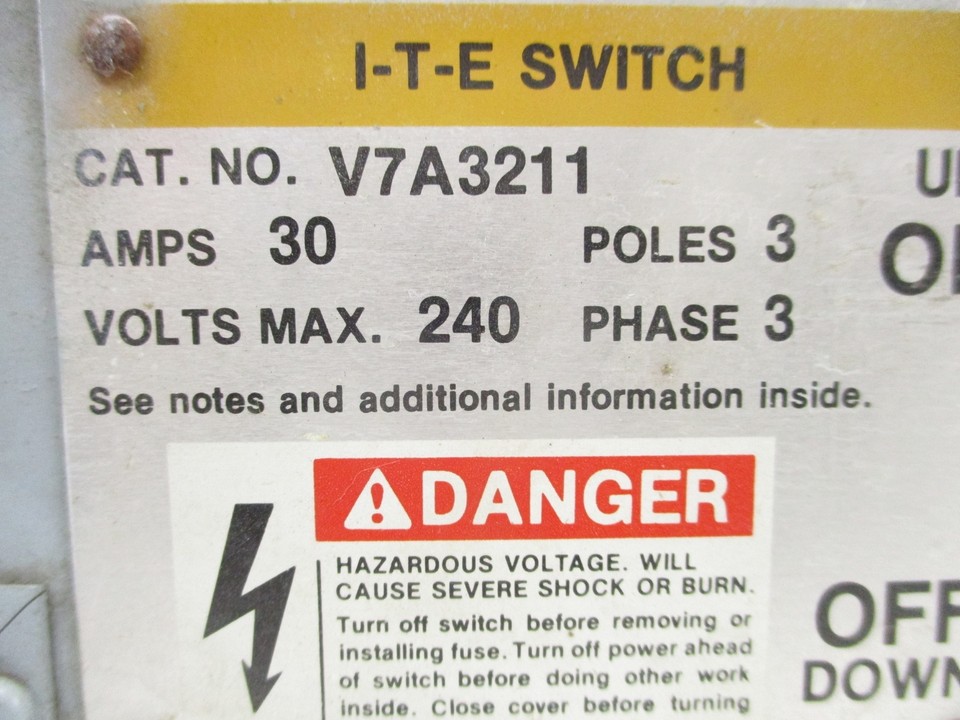 I-T-E SWITCH
CAT. NO. V7A3211
AMPS 30 POLES 3
VOLTS MAX. 240 PHASE 3
See notes and additional information inside.
DANGER
HAZARDOUS VOLTAGE. WILL
CAUSE SEVERE SHOCK OR BURN.
Turn off switch before removing or
installing fuse. Turn off power ahead
of switch before doing other work
inside. Close cover before turning
OFF
DOWN